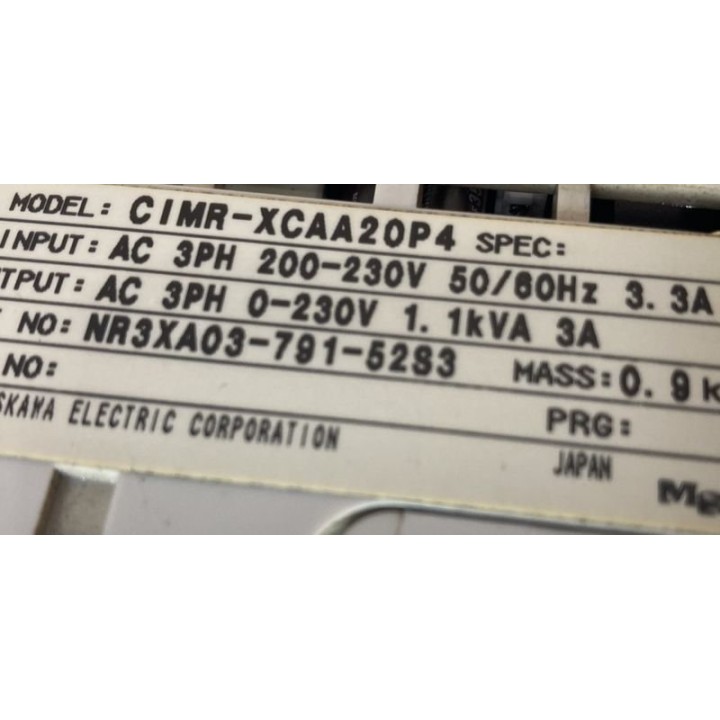 MODEL: CIMR-XCAA20P4 SPEC:
INPUT: AC 3PH 200-230V 50/60Hz 3.3A
UTPUT: AC 3PH 0-230V 1.1kVA 3A
NO: NR3XA03-791-52S3 MASS: 0.9 k
NO: PRG:
SKAWA ELECTRIC CORPORATION JAPAN